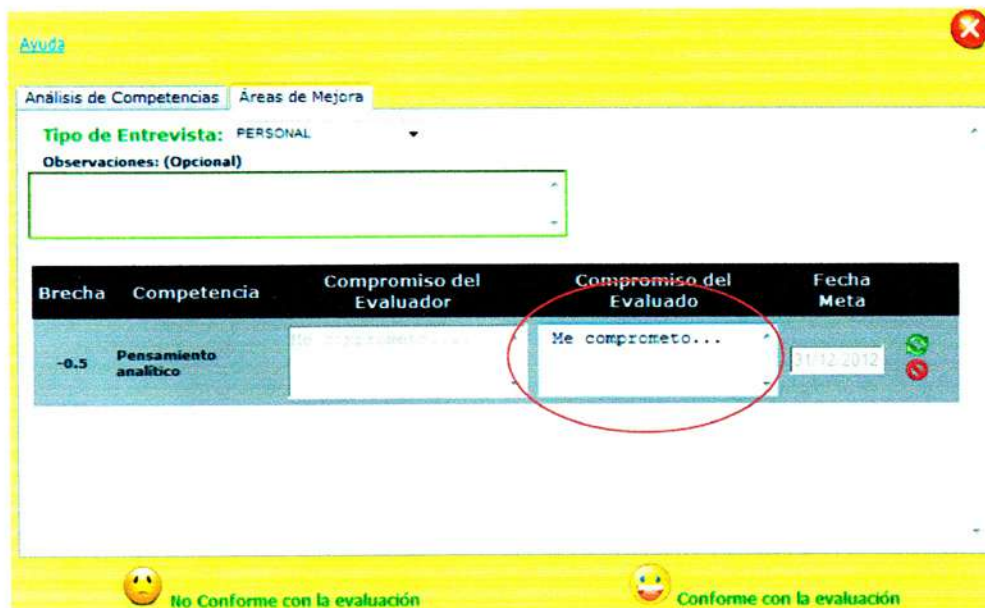 Ayuda
Análisis de Competencias Áreas de Mejora
Tipo de Entrevista: PERSONAL
Observaciones: (Opcional)
Brecha Competencia Compromiso del Evaluador Compromiso del Evaluado Fecha Meta
-0.5 Pensamiento analítico Me comprometo... Me comprometo... 31/12/2012
No Conforme con la evaluación Conforme con la evaluación